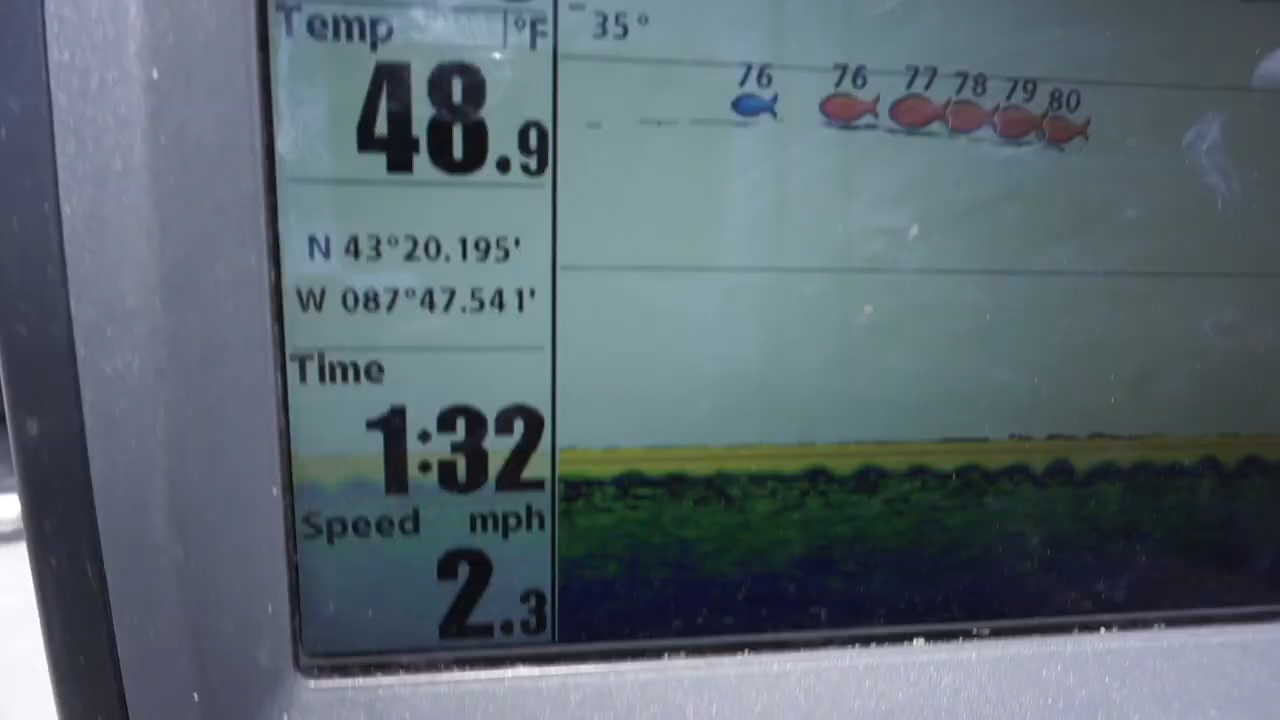 Temp °F
48.9
N 43°20.195'
W 087°47.541'
Time
1:32
Speed mph
2.3
35°
76 76 77 78 79 80